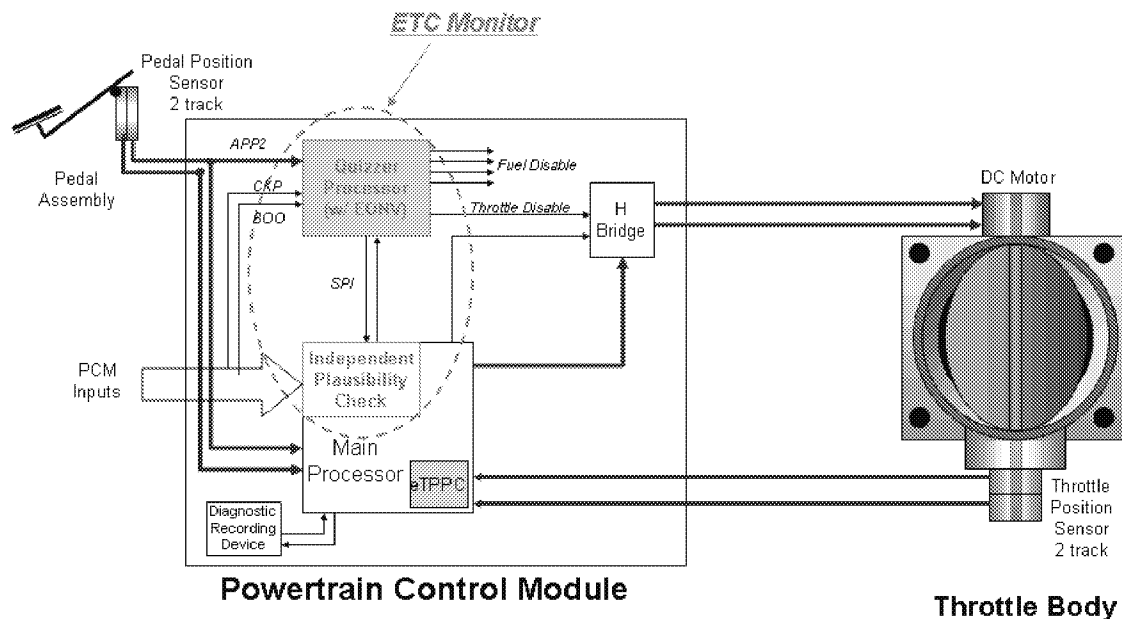 ETC Monitor
Pedal Position
Sensor
2 track
Pedal
Assembly
APP2
CKP
BOO
Quizzer
Processor
(w/ EONV)
Fuel Disable
Throttle Disable
H
Bridge
DC Motor
SPI
PCM
Inputs
Independent
Plausibility
Check
Main
Processor
eTPPC
Diagnostic
Recording
Device
Throttle
Position
Sensor
2 track
Powertrain Control Module
Throttle Body